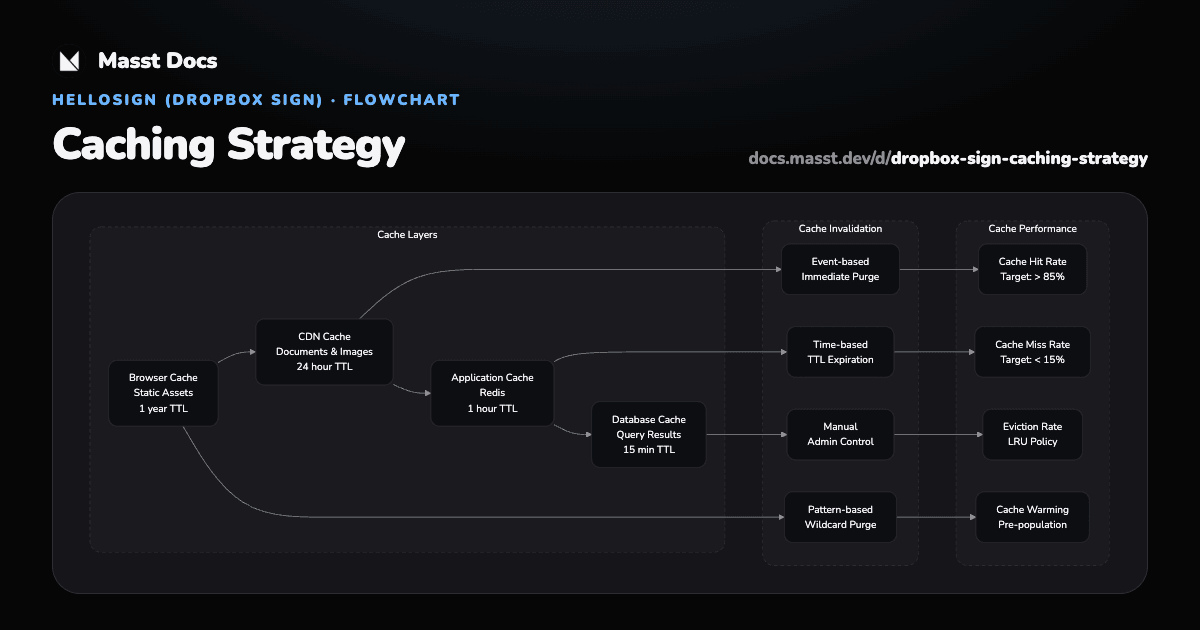 Masst Docs
HELLOSIGN (DROPBOX SIGN) · FLOWCHART
Caching Strategy
docs.masst.dev/d/dropbox-sign-caching-strategy
Cache Layers
Browser Cache
Static Assets
1 year TTL
CDN Cache
Documents & Images
24 hour TTL
Application Cache
Redis
1 hour TTL
Database Cache
Query Results
15 min TTL
Cache Invalidation
Event-based
Immediate Purge
Time-based
TTL Expiration
Manual
Admin Control
Pattern-based
Wildcard Purge
Cache Performance
Cache Hit Rate
Target: > 85%
Cache Miss Rate
Target: < 15%
Eviction Rate
LRU Policy
Cache Warming
Pre-population